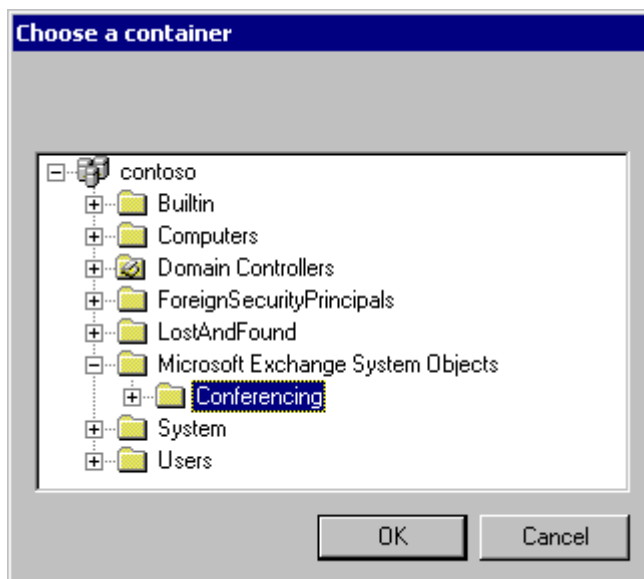 Choose a container
contoso
Builtin
Computers
Domain Controllers
ForeignSecurityPrincipals
LostAndFound
Microsoft Exchange System Objects
Conferencing
System
Users
OK Cancel